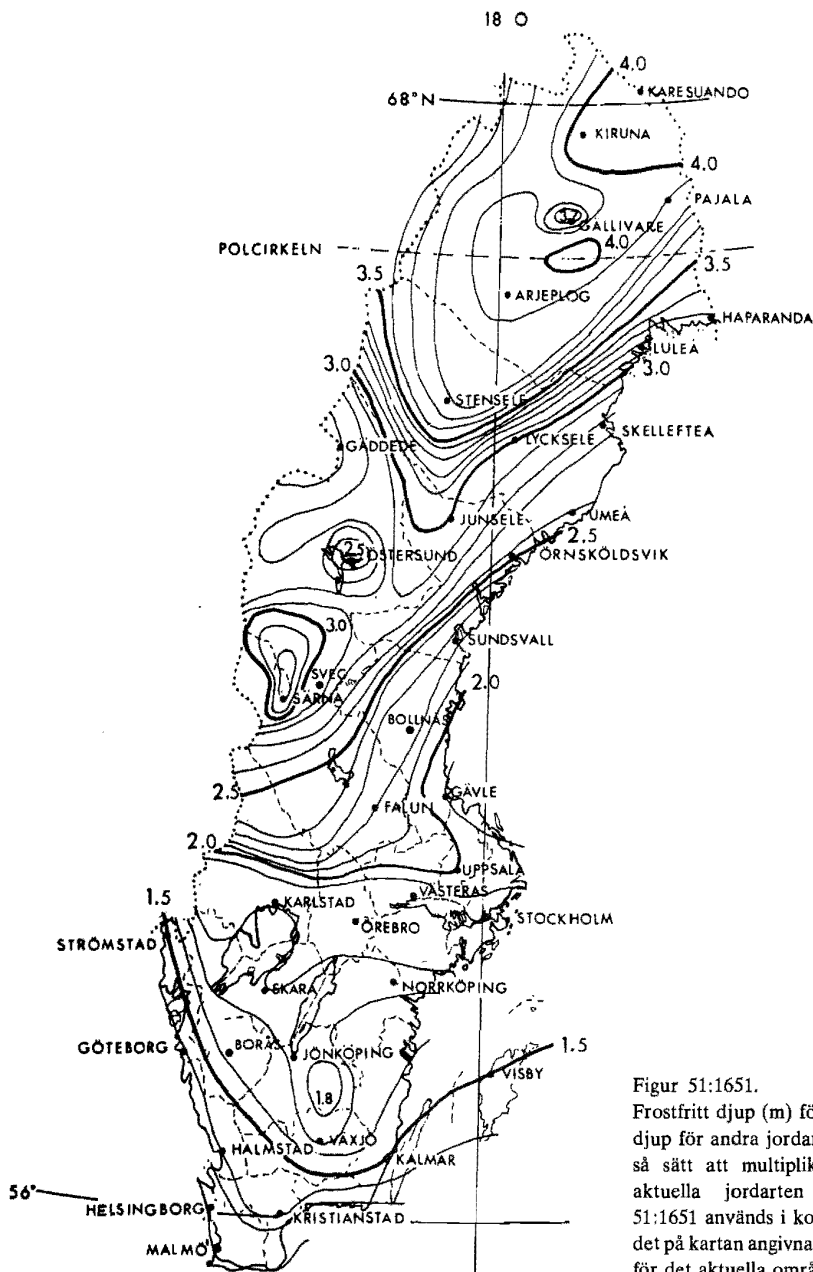 18 O
4.0
KARESUANDO
68°N
KIRUNA
4.0
PAJALA
3.7
GALLIVARE
POLCIRKELN
4.0
3.5
3.5
ARJEPLOG
HAPARANDA
LULEÅ
3.0
3.0
STENSELE
SKELLEFTEA
LYCKSELE
GÄDDEDE
JUNSELE
UMEÅ
2.5
2.5
ÖSTERSUND
ÖRNSKÖLDSVIK
3.0
SUNDSVALL
SVEG
SÄRNA
2.0
BOLLNÄS
2.5
GÄVLE
FALUN
2.0
UPPSALA
1.5
VÄSTERAS
KARLSTAD
STOCKHOLM
ÖREBRO
STRÖMSTAD
SKARA
NORRKÖPING
GÖTEBORG
BORÅS
JÖNKÖPING
1.5
VISBY
1.8
VÄXJÖ
HALMSTAD
KALMAR
56°
HELSINGBORG
KRISTIANSTAD
MALMÖ
Figur 51:1651.
Frostfritt djup (m) fö
djup för andra jordar
så sätt att multiplik
aktuella jordarten
51:1651 används i ko
det på kartan angivna
för det aktuella områ